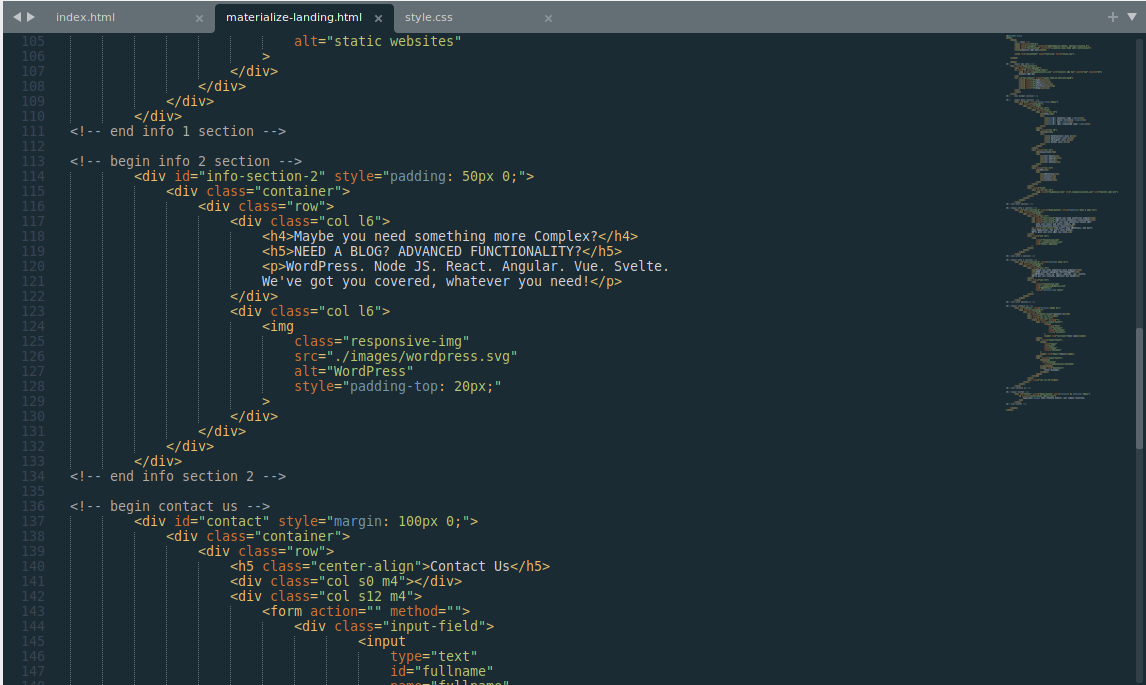 index.html × materialize-landing.html × style.css ×
105 alt="static websites"
106 >
107 </div>
108 </div>
109 </div>
110 </div>
111 <!-- end info 1 section -->
112
113 <!-- begin info 2 section -->
114 <div id="info-section-2" style="padding: 50px 0;">
115 <div class="container">
116 <div class="row">
117 <div class="col l6">
118 <h4>Maybe you need something more Complex?</h4>
119 <h5>NEED A BLOG? ADVANCED FUNCTIONALITY?</h5>
120 <p>WordPress. Node JS. React. Angular. Vue. Svelte.
121 We've got you covered, whatever you need!</p>
122 </div>
123 <div class="col l6">
124 <img
125 class="responsive-img"
126 src="./images/wordpress.svg"
127 alt="WordPress"
128 style="padding-top: 20px;"
129 >
130 </div>
131 </div>
132 </div>
133 </div>
134 <!-- end info section 2 -->
135
136 <!-- begin contact us -->
137 <div id="contact" style="margin: 100px 0;">
138 <div class="container">
139 <div class="row">
140 <h5 class="center-align">Contact Us</h5>
141 <div class="col s0 m4"></div>
142 <div class="col s12 m4">
143 <form action="" method="">
144 <div class="input-field">
145 <input
146 type="text"
147 id="fullname"
148 name="fullname"